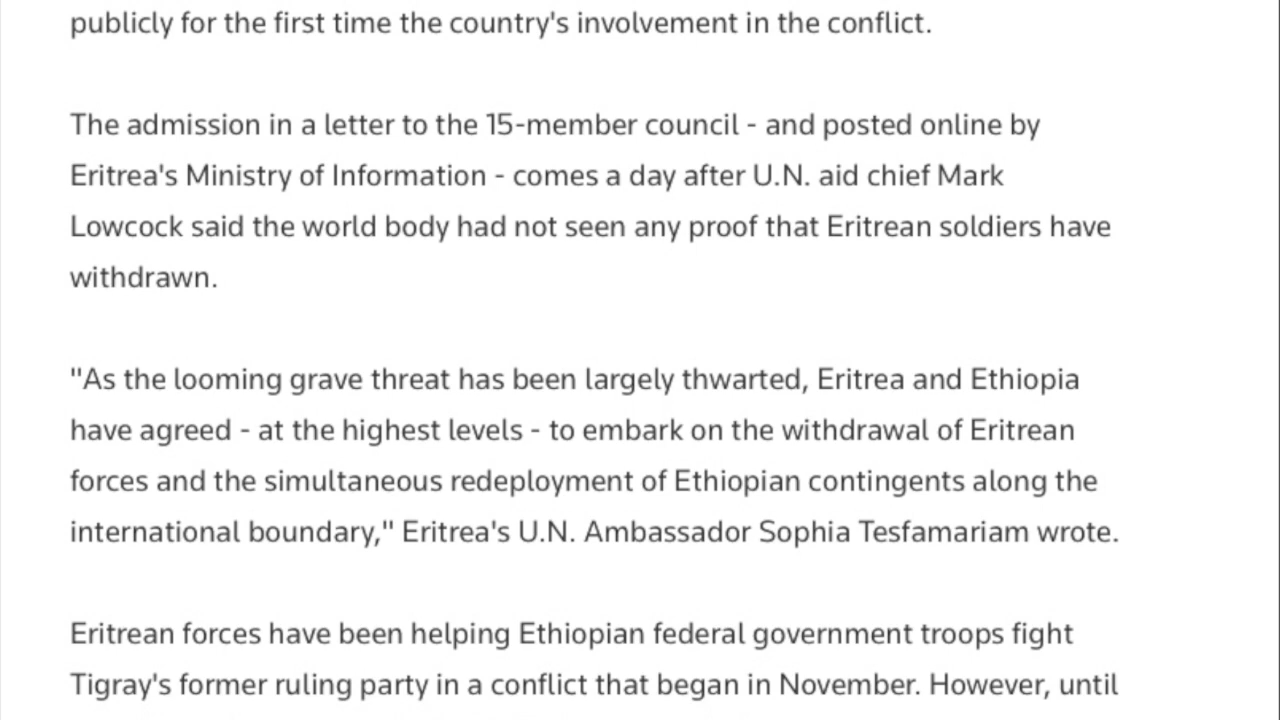 publicly for the first time the country's involvement in the conflict.
The admission in a letter to the 15-member council - and posted online by
Eritrea's Ministry of Information - comes a day after U.N. aid chief Mark
Lowcock said the world body had not seen any proof that Eritrean soldiers have
withdrawn.
"As the looming grave threat has been largely thwarted, Eritrea and Ethiopia
have agreed - at the highest levels - to embark on the withdrawal of Eritrean
forces and the simultaneous redeployment of Ethiopian contingents along the
international boundary," Eritrea's U.N. Ambassador Sophia Tesfamariam wrote.
Eritrean forces have been helping Ethiopian federal government troops fight
Tigray's former ruling party in a conflict that began in November. However, until